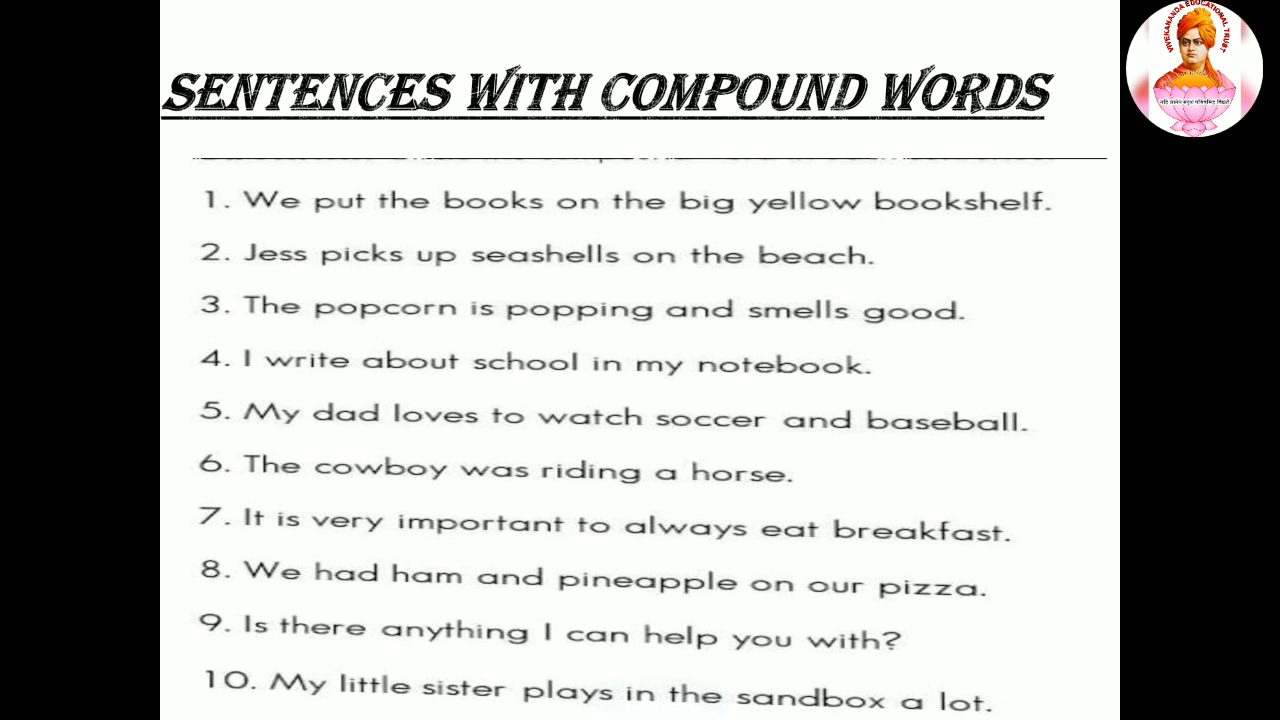 SENTENCES WITH COMPOUND WORDS
VIVEKANANDA EDUCATIONAL TRUST
1. We put the books on the big yellow bookshelf.
2. Jess picks up seashells on the beach.
3. The popcorn is popping and smells good.
4. I write about school in my notebook.
5. My dad loves to watch soccer and baseball.
6. The cowboy was riding a horse.
7. It is very important to always eat breakfast.
8. We had ham and pineapple on our pizza.
9. Is there anything I can help you with?
10. My little sister plays in the sandbox a lot.